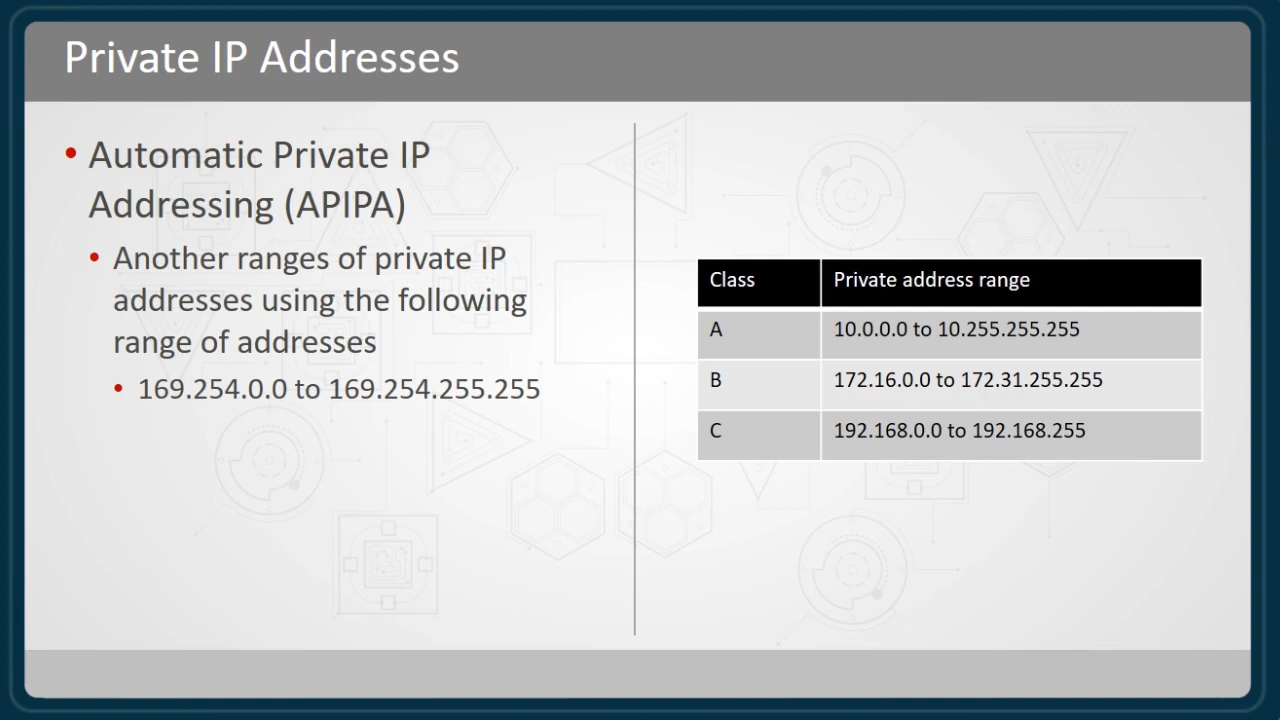 Private IP Addresses
• Automatic Private IP
Addressing (APIPA)
• Another ranges of private IP
addresses using the following
range of addresses
• 169.254.0.0 to 169.254.255.255
Class Private address range
A 10.0.0.0 to 10.255.255.255
B 172.16.0.0 to 172.31.255.255
C 192.168.0.0 to 192.168.255